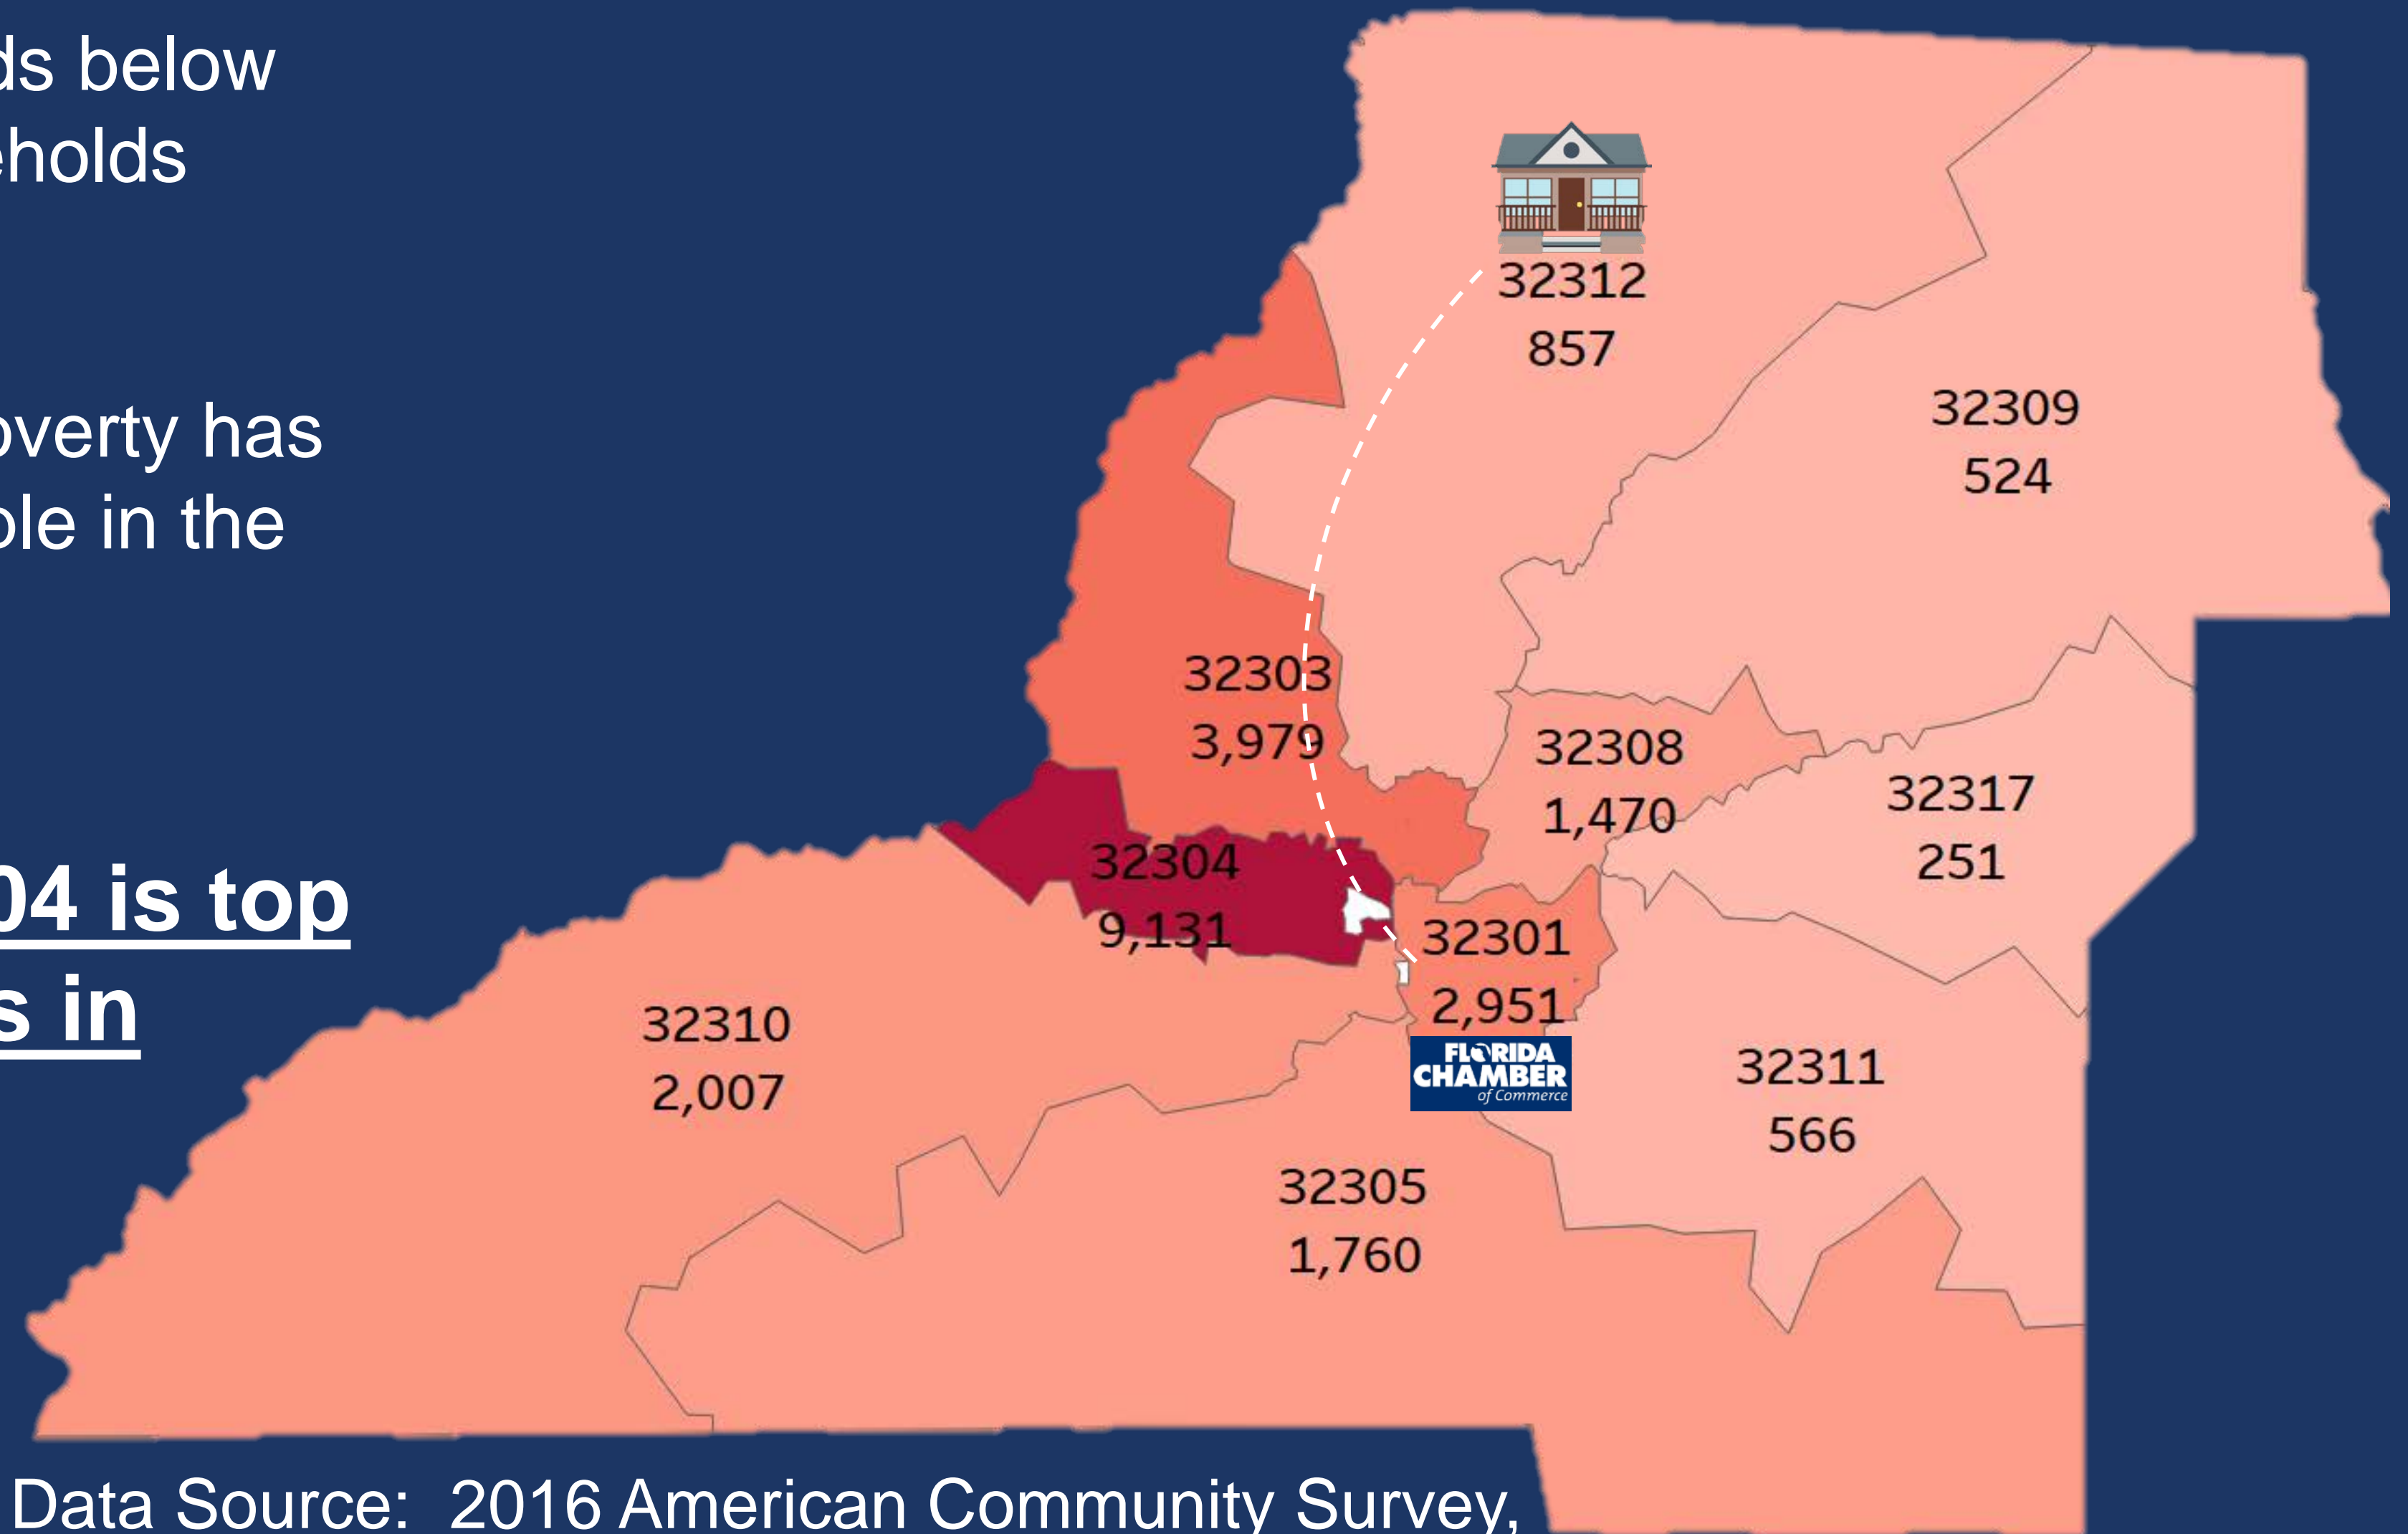 ds below
eholds
overty has
ole in the
04 is top
s in
32312
857
32309
524
32303
3,979
32308
1,470
32317
251
32304
9,131
32301
2,951
FLORIDA
CHAMBER
of Commerce
32310
2,007
32311
566
32305
1,760
Data Source: 2016 American Community Survey,